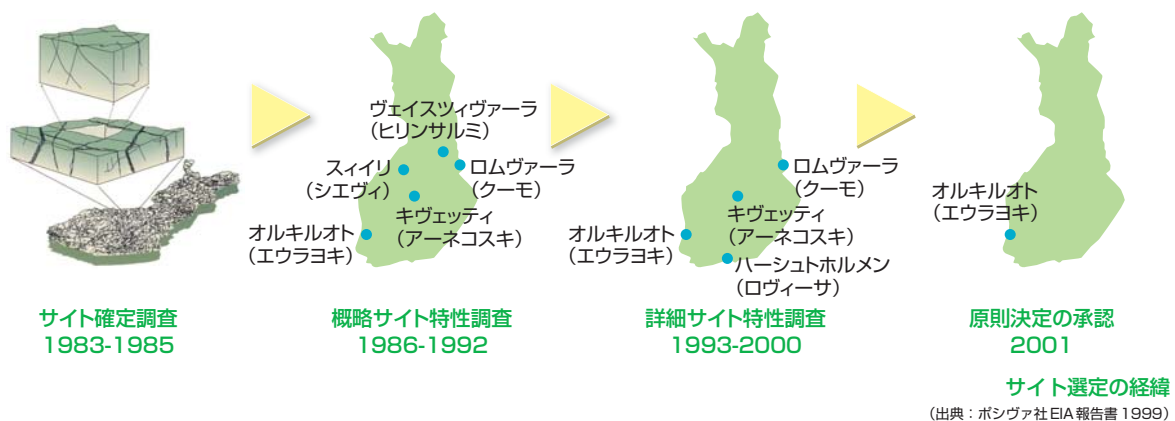 ヴェイスツィヴァーラ
（ヒリンサルミ）
スィイリ
（シエヴィ）
ロムヴァーラ
（クーモ）
キヴェッティ
（アーネコスキ）
オルキルオト
（エウラヨキ）
ロムヴァーラ
（クーモ）
キヴェッティ
（アーネコスキ）
オルキルオト
（エウラヨキ）
ハーシュトホルメン
（ロヴィーサ）
オルキルオト
（エウラヨキ）
サイト確定調査
1983-1985
概略サイト特性調査
1986-1992
詳細サイト特性調査
1993-2000
原則決定の承認
2001
サイト選定の経緯
（出典：ポシヴァ社EIA報告書1999）